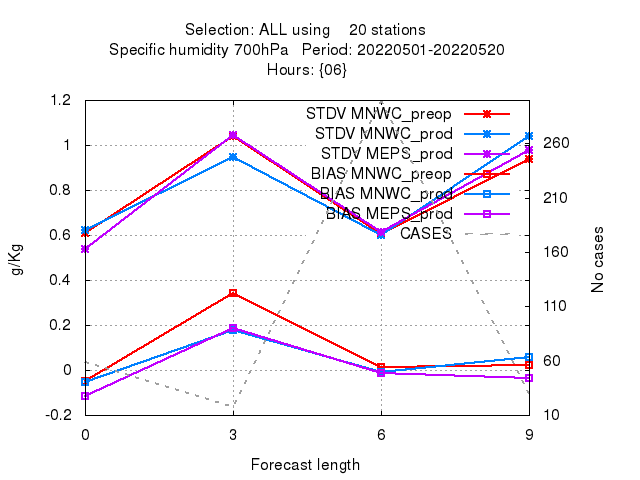 Selection: ALL using    20 stations
Specific humidity 700hPa   Period: 20220501-20220520
Hours: {06}
1.2
1
0.8
0.6
0.4
0.2
0
-0.2
g/Kg
STDV MNWC_preop
STDV MNWC_prod
STDV MEPS_prod
BIAS MNWC_preop
BIAS MNWC_prod
BIAS MEPS_prod
CASES
260
210
160
110
60
10
No cases
0 3 6 9
Forecast length